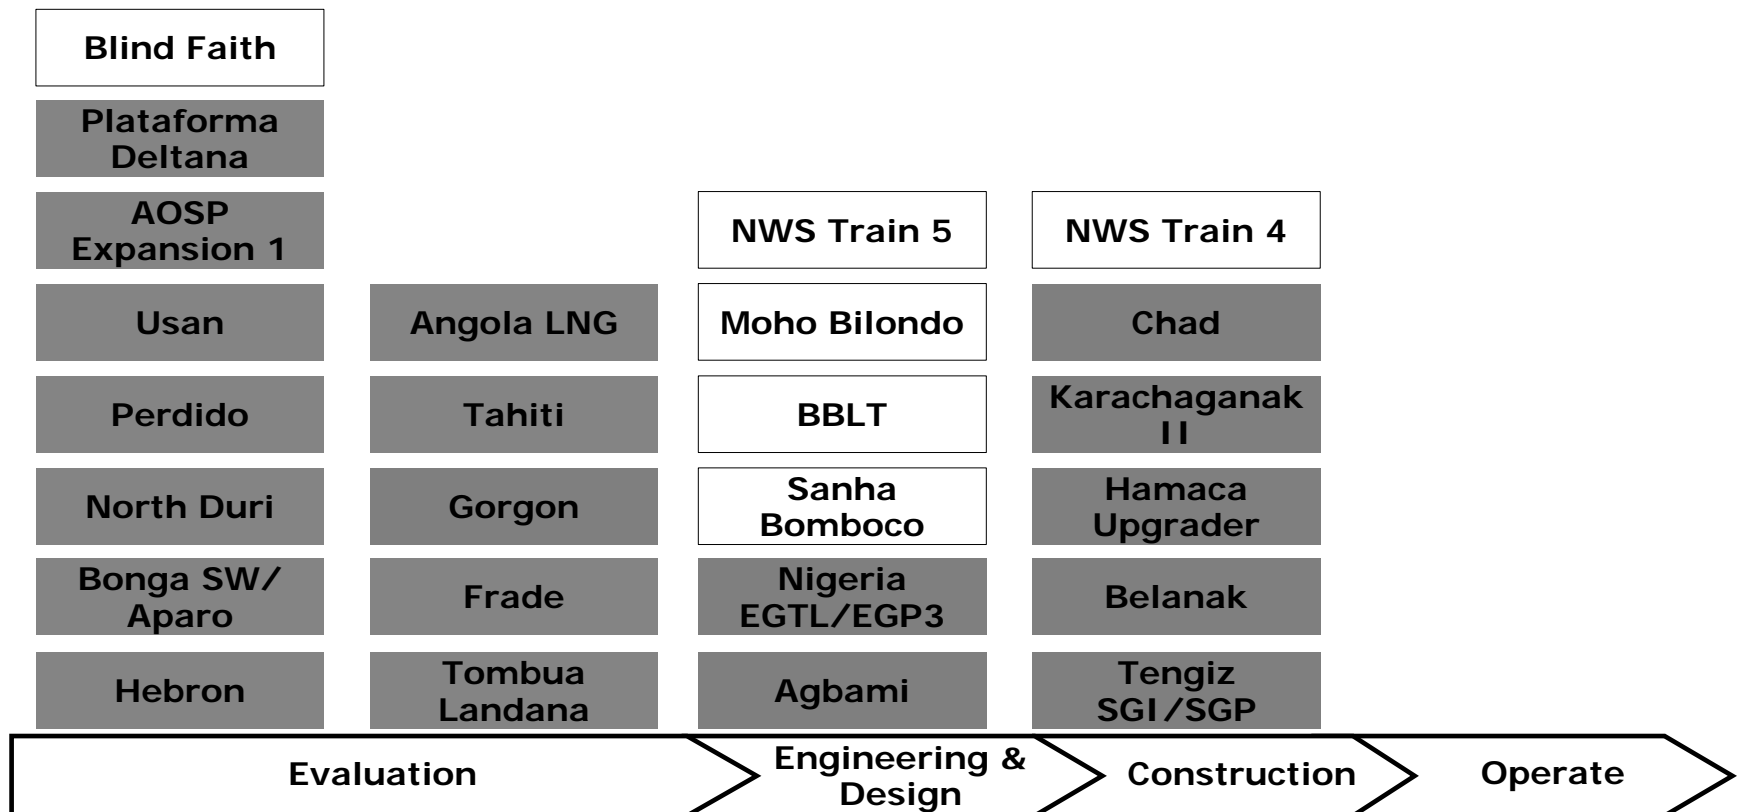 Blind Faith
Plataforma
Deltana
AOSP
Expansion 1
Usan
Perdido
North Duri
Bonga SW/
Aparo
Hebron
Angola LNG
Tahiti
Gorgon
Frade
Tombua
Landana
NWS Train 5
Moho Bilondo
BBLT
Sanha
Bomboco
Nigeria
EGTL/EGP3
Agbami
NWS Train 4
Chad
Karachaganak
II
Hamaca
Upgrader
Belanak
Tengiz
SGI/SGP
Evaluation
Engineering &
Design
Construction
Operate